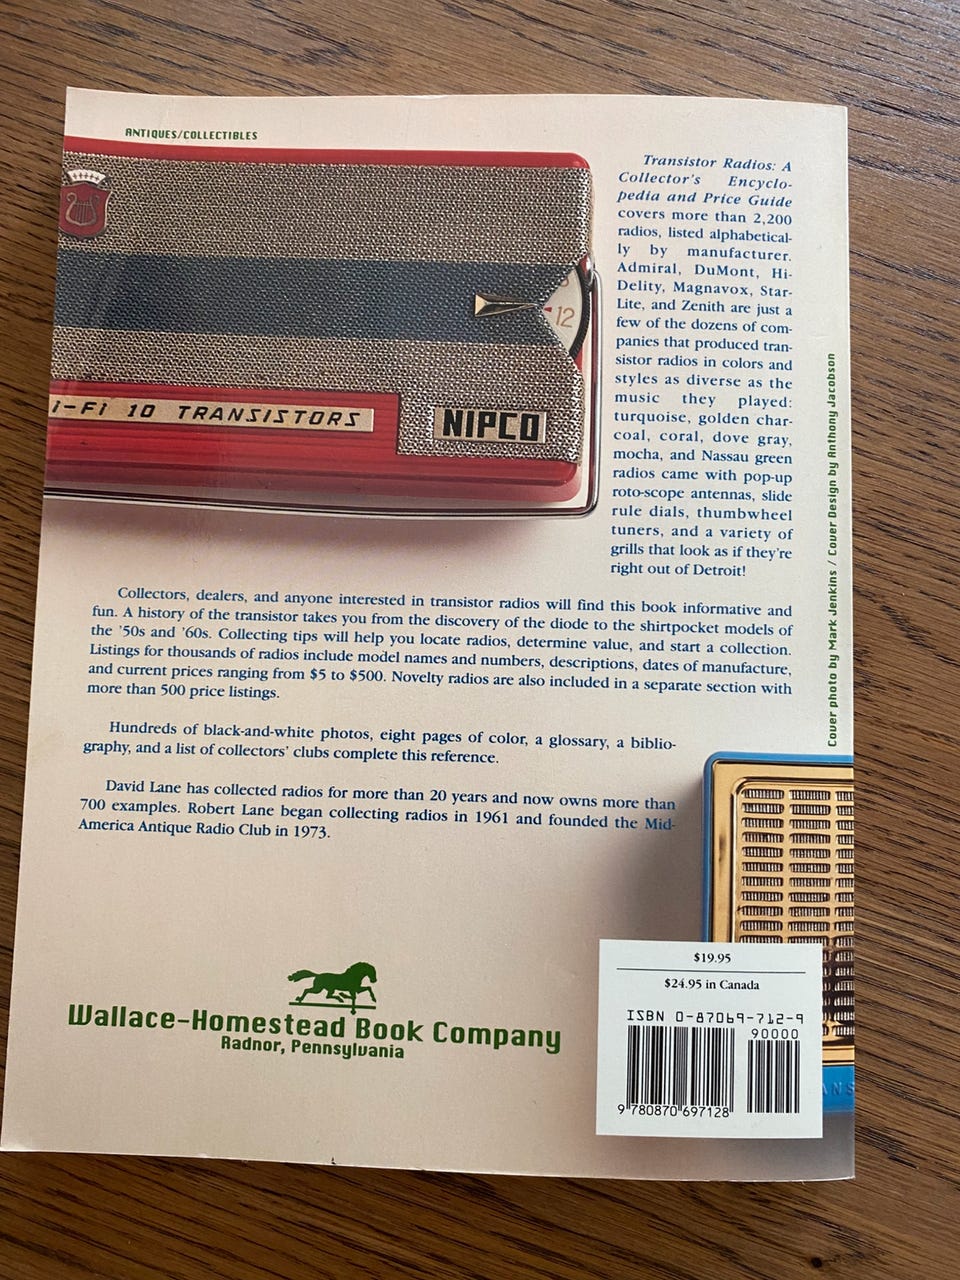 ANTIQUES/COLLECTIBLES
12
i-Fi 10 TRANSISTORS
NIPCO
Transistor Radios: A
Collector's Encyclo-
pedia and Price Guide
covers more than 2,200
radios, listed alphabetical-
ly by manufacturer.
Admiral, DuMont, Hi-
Delity, Magnavox, Star-
Lite, and Zenith are just a
few of the dozens of com-
panies that produced tran-
sistor radios in colors and
styles as diverse as the
music they played:
turquoise, golden char-
coal, coral, dove gray,
mocha, and Nassau green
radios came with pop-up
roto-scope antennas, slide
rule dials, thumbwheel
tuners, and a variety of
grills that look as if they're
right out of Detroit!
Collectors, dealers, and anyone interested in transistor radios will find this book informative and
fun. A history of the transistor takes you from the discovery of the diode to the shirtpocket models of
the '50s and '60s. Collecting tips will help you locate radios, determine value, and start a collection.
Listings for thousands of radios include model names and numbers, descriptions, dates of manufacture,
and current prices ranging from $5 to $500. Novelty radios are also included in a separate section with
more than 500 price listings.
Hundreds of black-and-white photos, eight pages of color, a glossary, a biblio-
graphy, and a list of collectors' clubs complete this reference.
David Lane has collected radios for more than 20 years and now owns more than
700 examples. Robert Lane began collecting radios in 1961 and founded the Mid-
America Antique Radio Club in 1973.
Cover photo by Mark Jenkins / Cover Design by Anthony Jacobson
Wallace-Homestead Book Company
Radnor, Pennsylvania
$19.95
$24.95 in Canada
ISBN 0-87069-712-9
90000
9 780870 697128
ANS